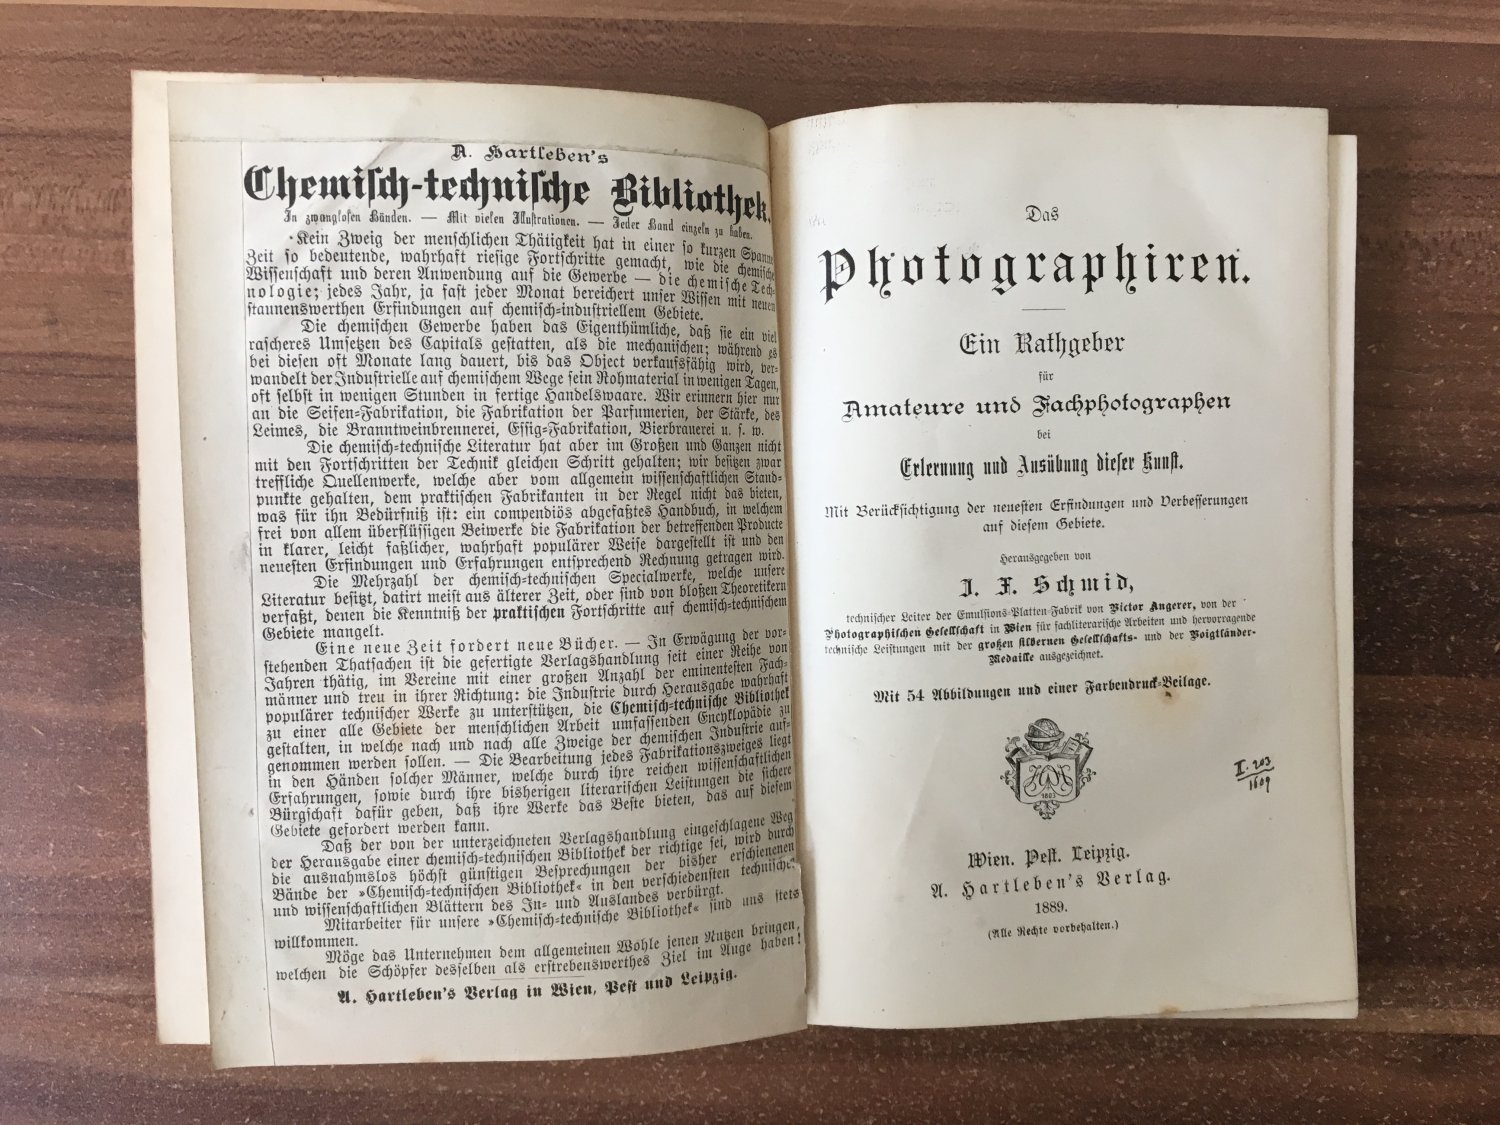 A. Hartleben's
Chemisch-technische Bibliothek.
In zwanglosen Bänden. — Mit vielen Illustrationen. — Jeder Band einzeln zu haben.
Kein Zweig der menschlichen Thätigkeit hat in einer so kurzen Spanne
Zeit so bedeutende, wahrhaft riesige Fortschritte gemacht, wie die chemische
Wissenschaft und deren Anwendung auf die Gewerbe — die chemische Tech-
nologie; jedes Jahr, ja fast jeder Monat bereichert unser Wissen mit neuen
staunenswerthen Erfindungen auf chemisch-industriellem Gebiete.
Die chemischen Gewerbe haben das Eigenthümliche, daß sie ein viel
rascheres Umsetzen des Capitals gestatten, als die mechanischen; während es
bei diesen oft Monate lang dauert, bis das Object verkaufsfähig wird, ver-
wandelt der Industrielle auf chemischem Wege sein Rohmaterial in wenigen Tagen,
oft selbst in wenigen Stunden in fertige Handelswaare. Wir erinnern hier nur
an die Seifen-Fabrikation, die Fabrikation der Parfumerien, der Stärke, des
Leimes, die Branntweinbrennerei, Essig-Fabrikation, Bierbrauerei u. s. w.
Die chemisch-technische Literatur hat aber im Großen und Ganzen nicht
mit den Fortschritten der Technik gleichen Schritt gehalten; wir besitzen zwar
treffliche Quellenwerke, welche aber vom allgemein wissenschaftlichen Stand-
punkte gehalten, dem praktischen Fabrikanten in der Regel nicht das bieten,
was für ihn Bedürfniß ist: ein compendiös abgefaßtes Handbuch, in welchem
frei von allem überflüssigen Beiwerke die Fabrikation der betreffenden Producte
in klarer, leicht faßlicher, wahrhaft populärer Weise dargestellt ist und den
neuesten Erfindungen und Erfahrungen entsprechend Rechnung getragen wird.
Die Mehrzahl der chemisch-technischen Specialwerke, welche unsere
Literatur besitzt, datirt meist aus älterer Zeit, oder sind von bloßen Theoretikern
verfaßt, denen die Kenntniß der praktischen Fortschritte auf chemisch-technischem
Gebiete mangelt.
Eine neue Zeit fordert neue Bücher. — In Erwägung der vor-
stehenden Thatsachen ist die gefertigte Verlagshandlung seit einer Reihe von
Jahren thätig, im Vereine mit einer großen Anzahl der eminentesten Fach-
männer und treu in ihrer Richtung: die Industrie durch Herausgabe wahrhaft
populärer technischer Werke zu unterstützen, die Chemisch-technische Bibliothek
zu einer alle Gebiete der menschlichen Arbeit umfassenden Encyklopädie zu
gestalten, in welche nach und nach alle Zweige der chemischen Industrie auf-
genommen werden sollen. — Die Bearbeitung jedes Fabrikationszweiges liegt
in den Händen solcher Männer, welche durch ihre reichen wissenschaftlichen
Erfahrungen, sowie durch ihre bisherigen literarischen Leistungen die sichere
Bürgschaft dafür geben, daß ihre Werke das Beste bieten, das auf diesem
Gebiete gefordert werden kann.
Daß der von der unterzeichneten Verlagshandlung eingeschlagene Weg
der Herausgabe einer chemisch-technischen Bibliothek der richtige sei, wird durch
die ausnahmslos höchst günstigen Besprechungen der bisher erschienenen
Bände der »Chemisch-technischen Bibliothek« in den verschiedensten technischen
und wissenschaftlichen Blättern des In- und Auslandes verbürgt.
Mitarbeiter für unsere »Chemisch-technische Bibliothek« sind uns stets
willkommen.
Möge das Unternehmen dem allgemeinen Wohle jenen Nutzen bringen,
welchen die Schöpfer desselben als erstrebenswerthes Ziel im Auge haben!
A. Hartleben's Verlag in Wien, Pest und Leipzig.
Das
Photographiren.
Ein Rathgeber
für
Amateure und Fachphotographen
bei
Erlernung und Ausübung dieser Kunst.
Mit Berücksichtigung der neuesten Erfindungen und Verbesserungen
auf diesem Gebiete.
Herausgegeben von
J. F. Schmid,
technischer Leiter der Emulsions-Platten-Fabrik von Victor Angerer, von der
Photographischen Gesellschaft in Wien für fachliterarische Arbeiten und hervorragende
technische Leistungen mit der großen silbernen Gesellschafts- und der Voigtländer-
Medaille ausgezeichnet.
Mit 54 Abbildungen und einer Farbendruck-Beilage.
1803
I. 203
1609
Wien. Pest. Leipzig.
A. Hartleben's Verlag.
1889.
(Alle Rechte vorbehalten.)